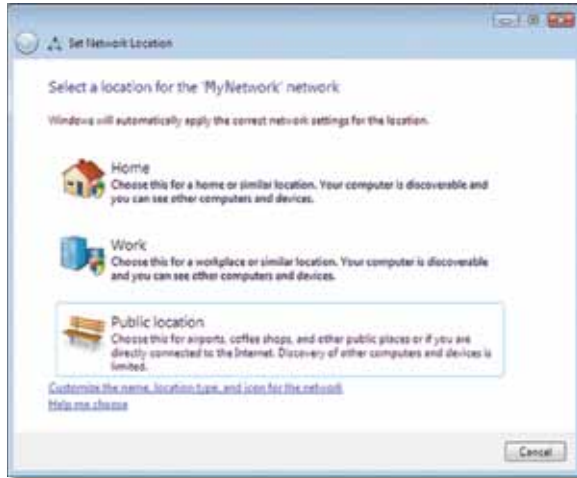 Set Network Location
Select a location for the 'MyNetwork' network
Windows will automatically apply the correct network settings for the location.
Home
Choose this for a home or similar location. Your computer is discoverable and
you can see other computers and devices.
Work
Choose this for a workplace or similar location. Your computer is discoverable
and you can see other computers and devices.
Public location
Choose this for airports, coffee shops, and other public places or if you are
directly connected to the Internet. Discovery of other computers and devices is
limited.
Customize the name, location type, and icon for the network
Help me choose
Cancel